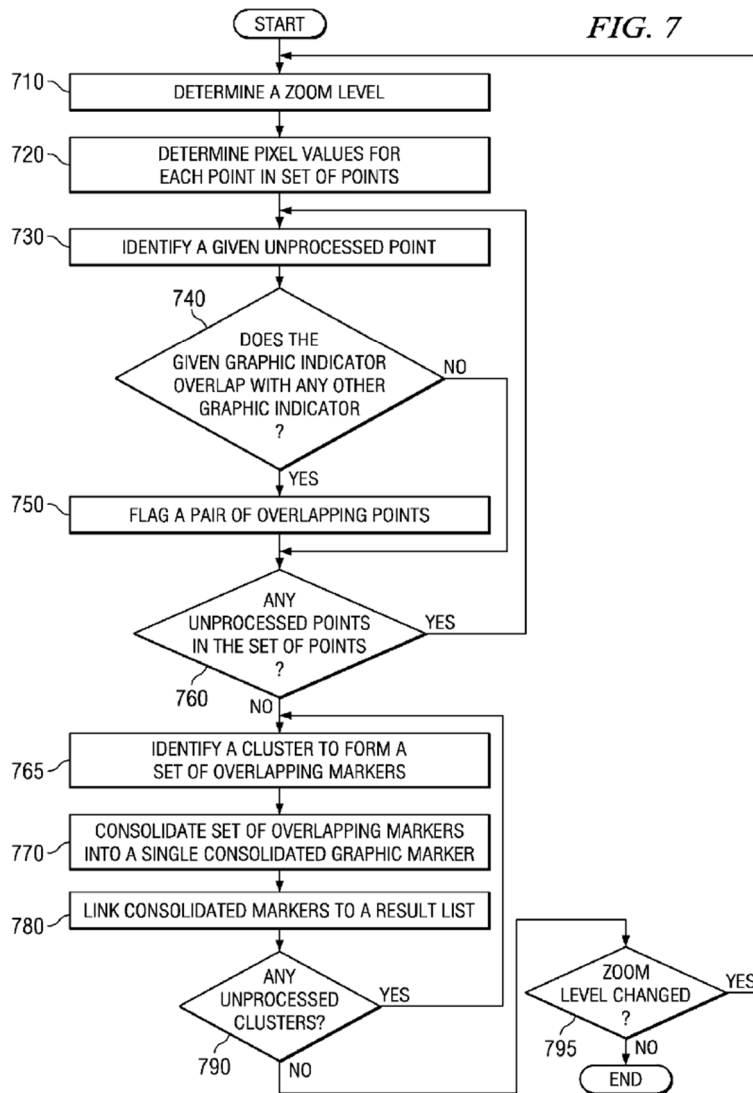 START
FIG. 7
710
DETERMINE A ZOOM LEVEL
720
DETERMINE PIXEL VALUES FOR
EACH POINT IN SET OF POINTS
730
IDENTIFY A GIVEN UNPROCESSED POINT
740
DOES THE
GIVEN GRAPHIC INDICATOR
OVERLAP WITH ANY OTHER
GRAPHIC INDICATOR
?
NO
YES
750
FLAG A PAIR OF OVERLAPPING POINTS
ANY
UNPROCESSED POINTS
IN THE SET OF POINTS
?
YES
760
NO
765
IDENTIFY A CLUSTER TO FORM A
SET OF OVERLAPPING MARKERS
770
CONSOLIDATE SET OF OVERLAPPING MARKERS
INTO A SINGLE CONSOLIDATED GRAPHIC MARKER
780
LINK CONSOLIDATED MARKERS TO A RESULT LIST
ANY
UNPROCESSED
CLUSTERS?
YES
790
NO
ZOOM
LEVEL CHANGED
?
YES
795
NO
END